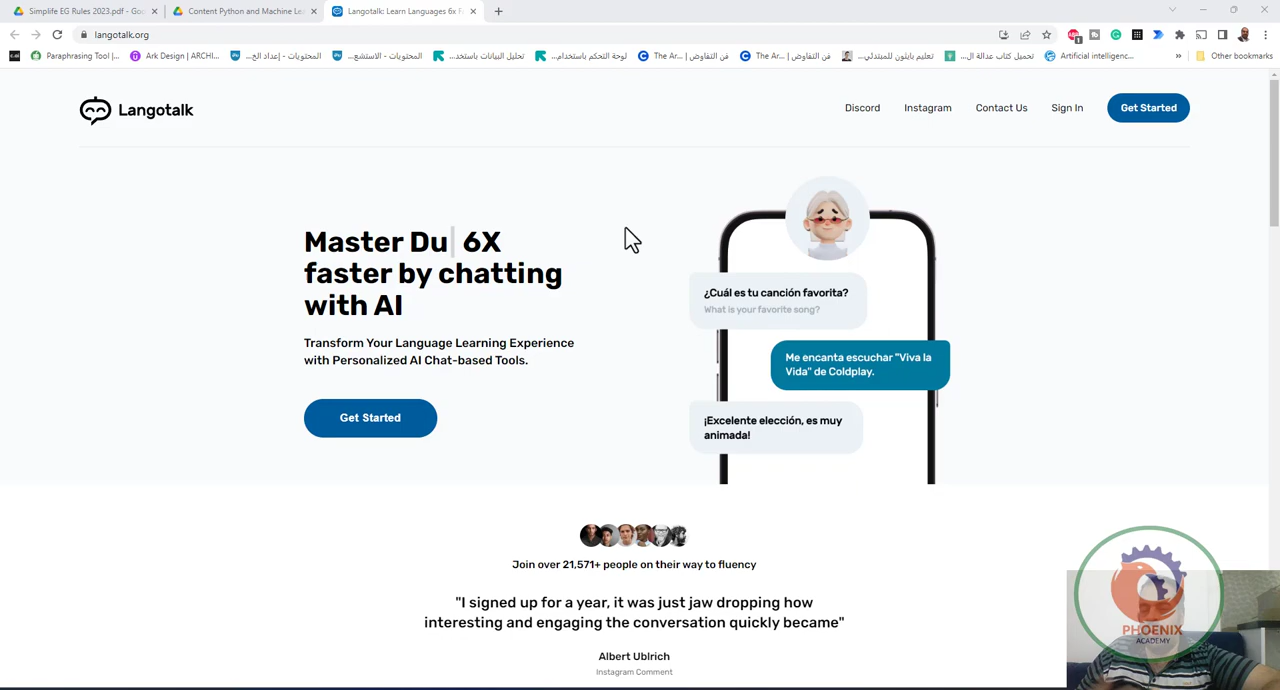 Simplife EG Rules 2023.pdf - Goo
Content Python and Machine Le
Langotalk: Learn Languages 6x F
langotalk.org
Paraphrasing Tool |...
Ark Design | ARCHI...
المحتويات - إعداد الخ...
المحتويات - الاستشع...
تحليل البيانات باستخد...
لوحة التحكم باستخدام...
فن التفاوض | The Ar...
فن التفاوض | The Ar...
تعليم بايثون للمبتدئي...
تحميل كتاب عدالة ال...
Artificial intelligenc...
»
Other bookmarks
Langotalk
Discord
Instagram
Contact Us
Sign In
Get Started
Master Du| 6X
faster by chatting
with AI
Transform Your Language Learning Experience
with Personalized AI Chat-based Tools.
Get Started
¿Cuál es tu canción favorita?
What is your favorite song?
Me encanta escuchar "Viva la
Vida" de Coldplay.
¡Excelente elección, es muy
animada!
Join over 21,571+ people on their way to fluency
"I signed up for a year, it was just jaw dropping how
interesting and engaging the conversation quickly became"
Albert Ublrich
Instagram Comment
PHOENIX
ACADEMY